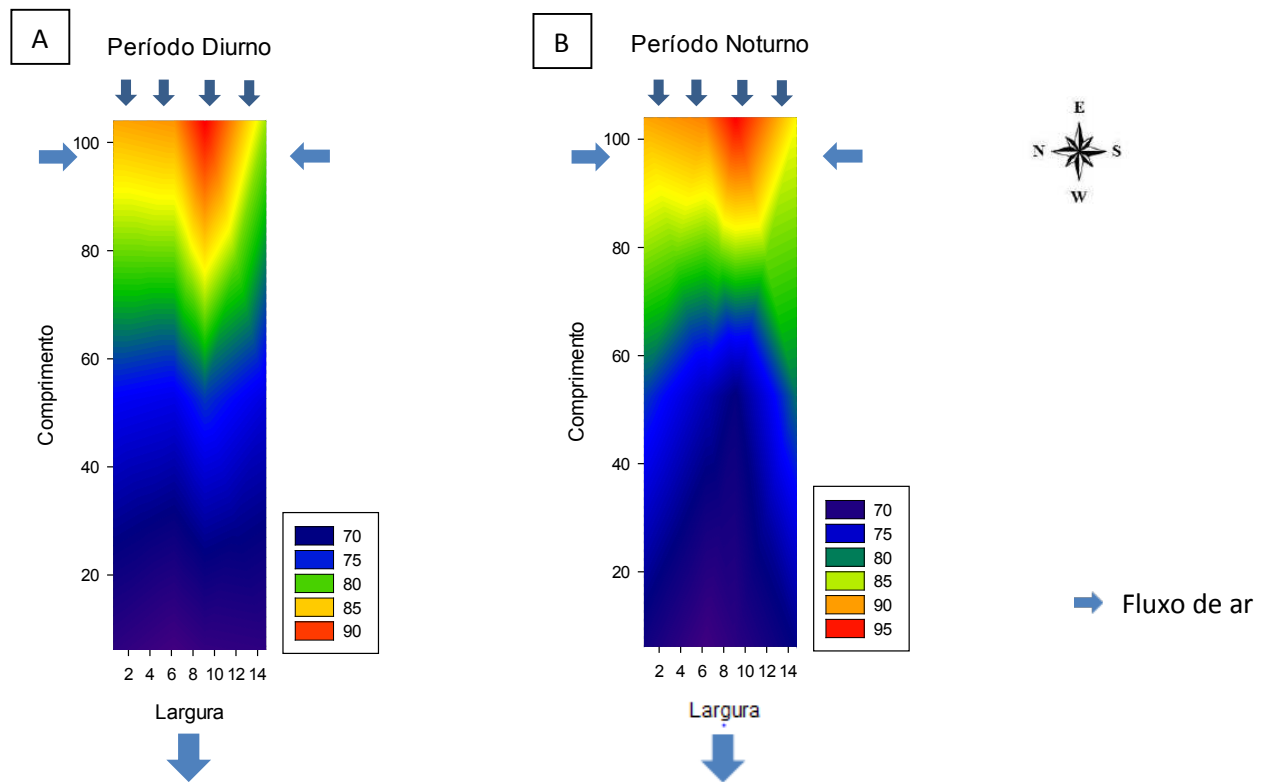 A
Período Diurno
100
80
60
40
20
Comprimento
2 4 6 8 10 12 14
Largura
70
75
80
85
90
B
Período Noturno
100
80
60
40
20
Comprimento
2 4 6 8 10 12 14
Largura
70
75
80
85
90
95
E
N S
W
Fluxo de ar